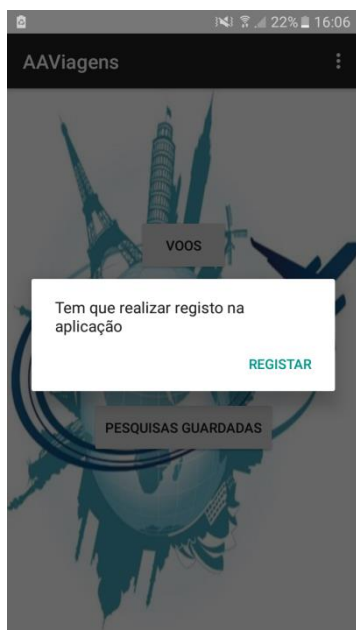 22% 16:06
AAViagens
VOOS
Tem que realizar registo na
aplicação
REGISTAR
PESQUISAS GUARDADAS